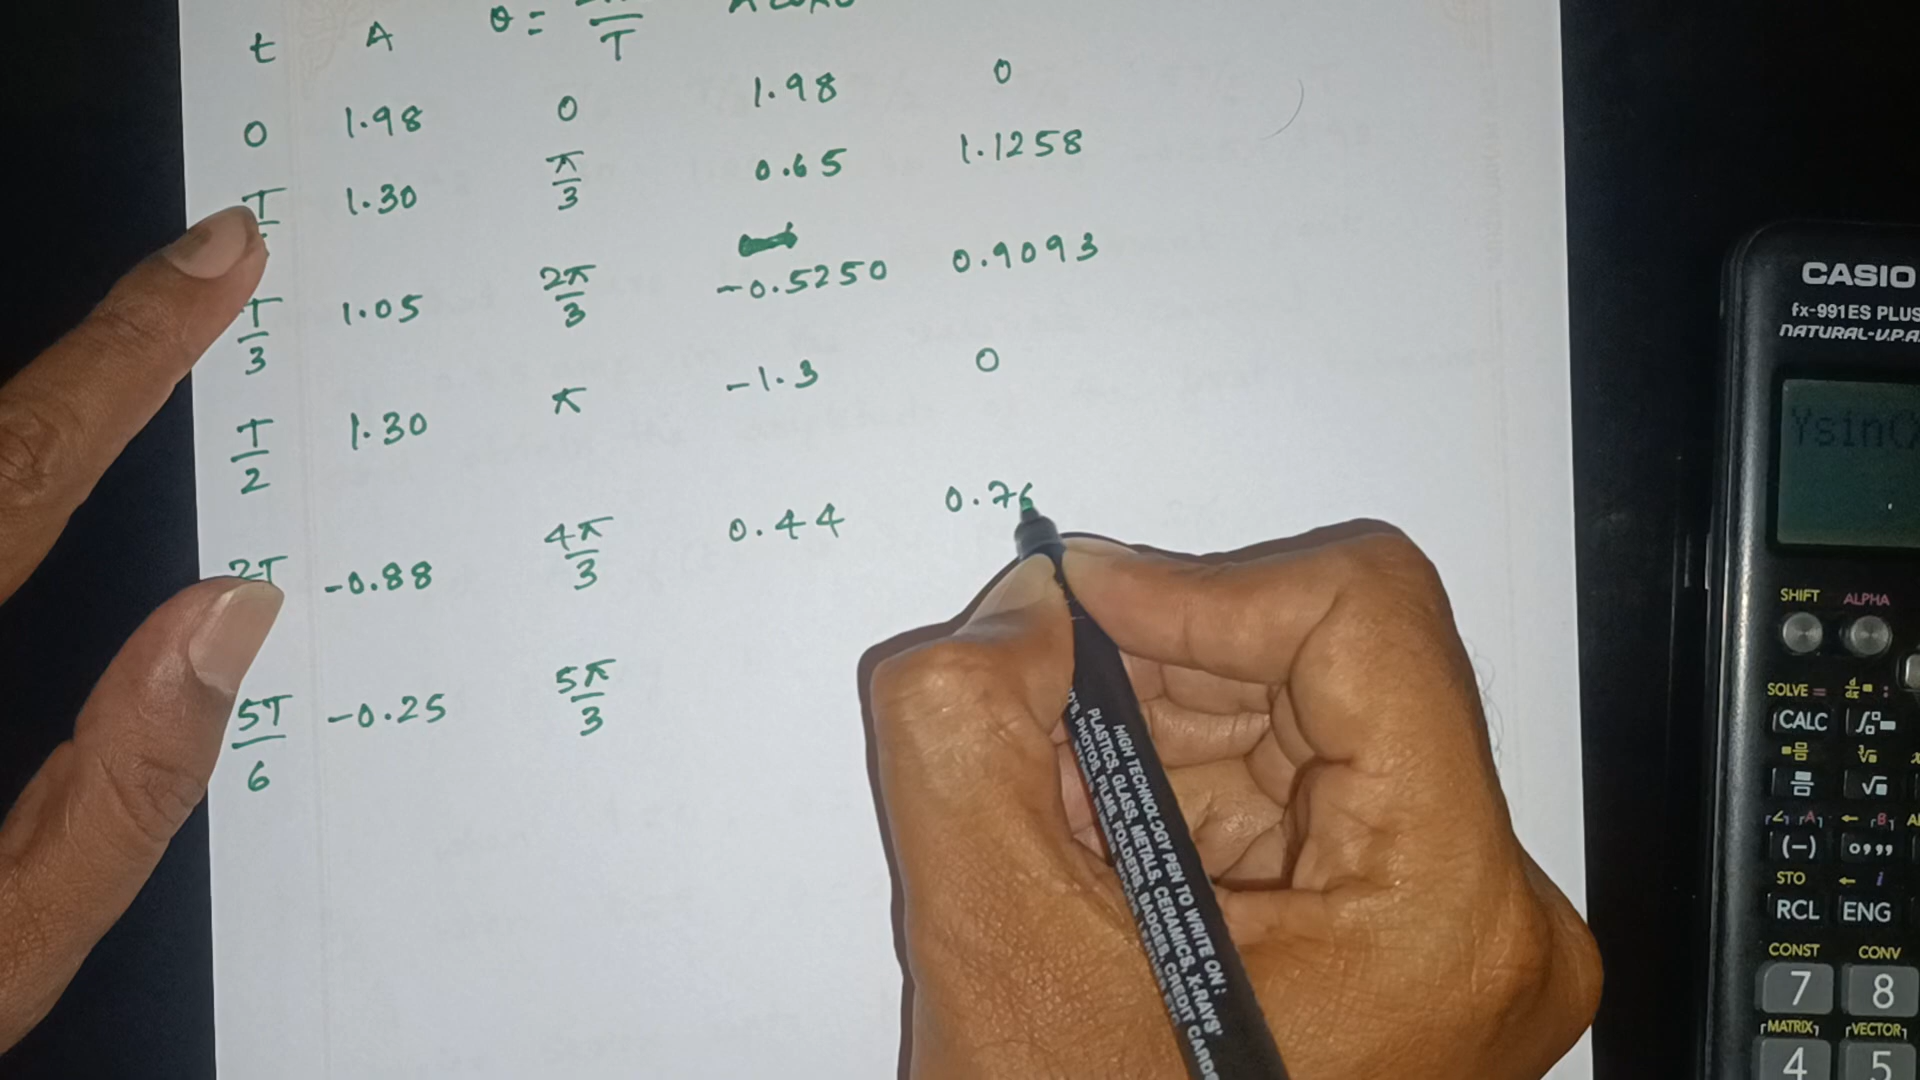 t A θ = T
0 1.98 0 1.98 0
T 1.30 π/3 0.65 1.1258
T/3 1.05 2π/3 -0.5250 0.9093
T/2 1.30 π -1.3 0
2T -0.88 4π/3 0.44 0.76
5T/6 -0.25 5π/3
HIGH TECHNOLOGY PEN TO WRITE ON :
PLASTICS, GLASS, METALS, CERAMICS, X-RAYS'
PHOTOS, FILMS, FOLDERS, BADGES, CREDIT CARDS
CASIO
fx-991ES PLUS
NATURAL-V.P.A.
Ysin(
SHIFT ALPHA
SOLVE = d/dx :
CALC ∫
RCL ENG
(-) ° ’ ” 
STO ← i
CONST CONV
7 8
MATRIX VECTOR
4 5